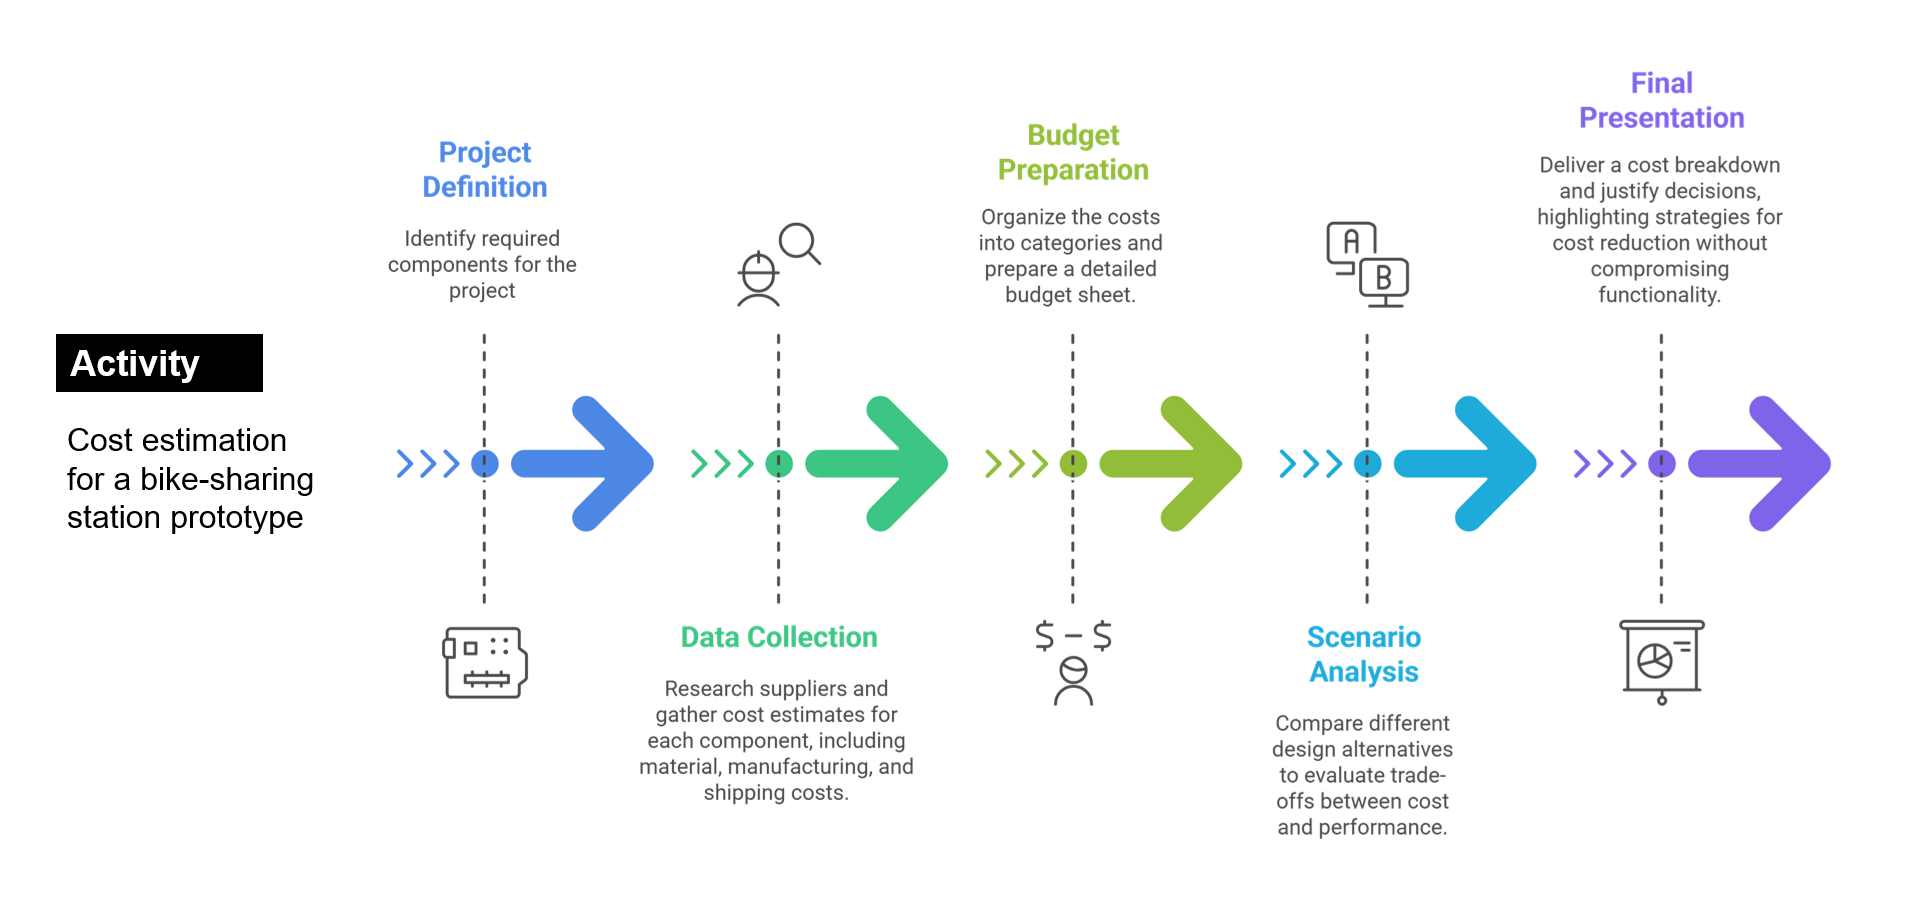 Activity
Cost estimation
for a bike-sharing
station prototype
Project
Definition
Identify required
components for the
project
Data Collection
Research suppliers and
gather cost estimates for
each component, including
material, manufacturing, and
shipping costs.
Budget
Preparation
Organize the costs
into categories and
prepare a detailed
budget sheet.
$ – $
A
B
Scenario
Analysis
Compare different
design alternatives
to evaluate trade-
offs between cost
and performance.
Final
Presentation
Deliver a cost breakdown
and justify decisions,
highlighting strategies for
cost reduction without
compromising
functionality.